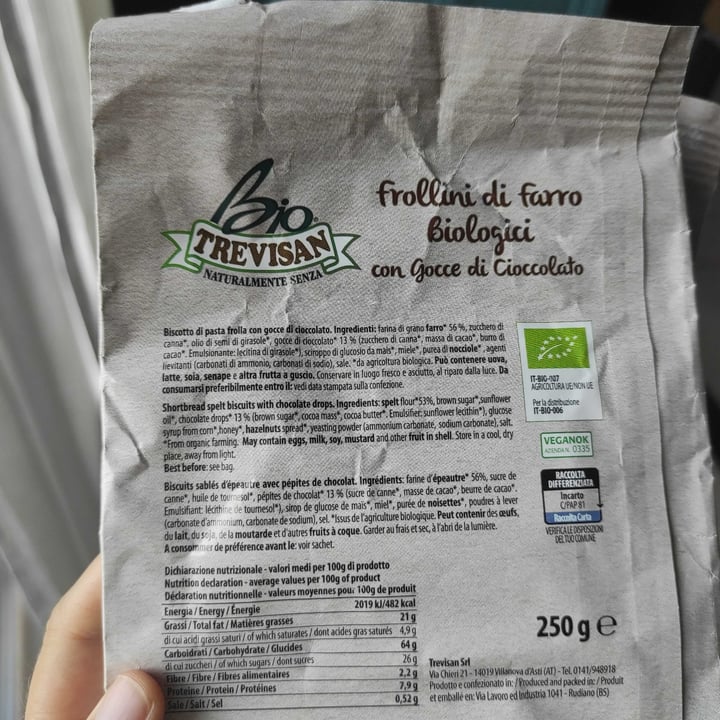 Bio
TREVISAN
NATURALMENTE SENZA
frollini di farro
Biologici
con Gocce di Cioccolato
Biscotto di pasta frolla con gocce di cioccolato. Ingredienti: farina di grano farro* 56 %, zucchero di
canna*, olio di semi di girasole*, gocce di cioccolato* 13 % (zucchero di canna*, massa di cacao*, burro di
cacao*. Emulsionante: lecitina di girasole*), sciroppo di glucosio da mais*, miele*, purea di nocciole*, agenti
lievitanti (carbonati di ammonio, carbonati di sodio), sale. *da agricoltura biologica. Può contenere uova,
latte, soia, senape e altra frutta a guscio. Conservare in luogo fresco e asciutto, al riparo dalla luce. Da
consumarsi preferibilmente entro il: vedi data stampata sulla confezione.
Shortbread spelt biscuits with chocolate drops. Ingredients: spelt flour*53%, brown sugar*,sunflower
oil*, chocolate drops* 13 % (brown sugar*, cocoa mass*, cocoa butter*. Emulsifier: sunflower lecithin*), glucose
syrup from corn*,honey*, hazelnuts spread*, yeasting powder (ammonium carbonate, sodium carbonate), salt.
*From organic farming. May contain eggs, milk, soy, mustard and other fruit in shell. Store in a cool, dry
place, away from light.
Best before: see bag.
Biscuits sablés d'épeautre avec pépites de chocolat. Ingrédients: farine d'épeautre* 56%, sucre de
canne*, huile de tournesol*, pépites de chocolat* 13 % (sucre de canne*, masse de cacao*, beurre de cacao*.
Emulsifiant: lécithine de tournesol*), sirop de glucose de mais*, miel*, purée de noisettes*, poudres à lever
(carbonate d'ammonium, carbonate de sodium), sel. *Issus de l'agriculture biologique. Peut contenir des œufs,
du lait, du soja, de la moutarde et d'autres fruits à coque. Garder au frais et sec, à l'abri de la lumière.
A consommer de préférence avant le: voir sachet.
IT-BIO-007
AGRICOLTURA UE/NON UE
Per la distribuzione
IT-BIO-006
VEGANOK
AZIENDA N. 0335
RACCOLTA
DIFFERENZIATA
Incarto
C/PAP 81
Raccolta Carta
VERIFICA LE DISPOSIZIONI
DEL TUO COMUNE
Dichiarazione nutrizionale - valori medi per 100g di prodotto
Nutrition declaration - average values per 100g of product
Déclaration nutritionnelle - valeurs moyennes pour 100g de produit
Energia / Energy / Énergie 2019 kJ/482 kcal
Grassi / Total fat / Matières grasses 21 g
di cui acidi grassi saturi / of which saturates / dont acides gras saturés 4,9 g
Carboidrati / Carbohydrate / Glucides 64 g
di cui zuccheri / of which sugars / dont sucres 26 g
Fibre / Fibre / Fibres alimentaires 2,2 g
Proteine / Protein / Protéines 7,9 g
Sale / Salt / Sel 0,52 g
250 g e
Trevisan Srl
Via Chieri 21 - 14019 Villanova d'Asti (AT) - Tel. 0141/948918
Prodotto e confezionato in: / Produced and packed in: / Produit
et emballé en: Via Lavoro ed Industria 1041 - Rudiano (BS)